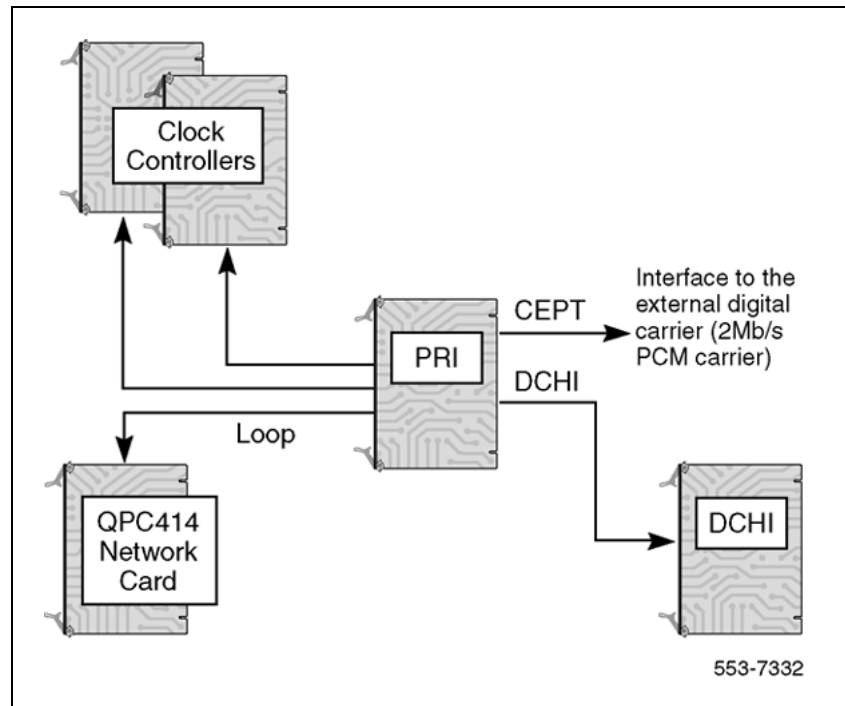 Clock
Controllers
CEPT
Interface to the
external digital
carrier (2Mb/s
PCM carrier)
PRI
DCHI
Loop
QPC414
Network
Card
DCHI
553-7332